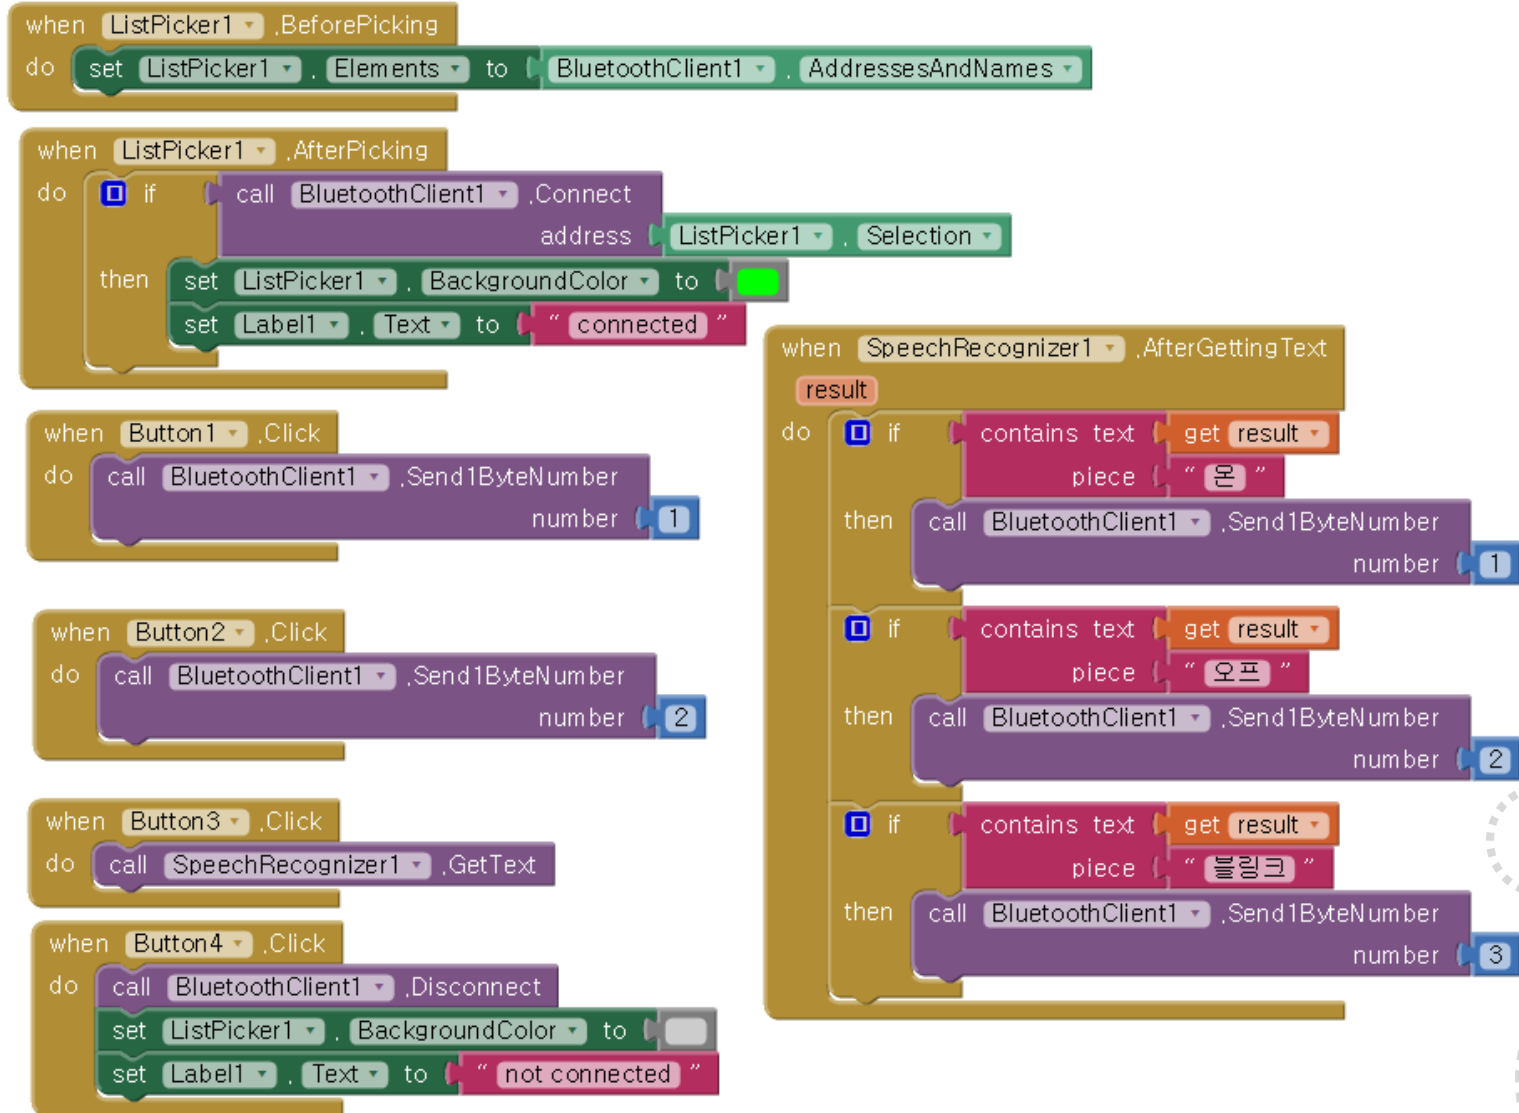 when ListPicker1 .BeforePicking
do set ListPicker1 . Elements to BluetoothClient1 . AddressesAndNames
when ListPicker1 .AfterPicking
do if call BluetoothClient1 .Connect
address ListPicker1 . Selection
then set ListPicker1 . BackgroundColor to
set Label1 . Text to " connected "
when Button1 .Click
do call BluetoothClient1 .Send1ByteNumber
number 1
when Button2 .Click
do call BluetoothClient1 .Send1ByteNumber
number 2
when Button3 .Click
do call SpeechRecognizer1 .GetText
when Button4 .Click
do call BluetoothClient1 .Disconnect
set ListPicker1 . BackgroundColor to
set Label1 . Text to " not connected "
when SpeechRecognizer1 .AfterGettingText
result
do if contains text get result
piece " 온 "
then call BluetoothClient1 .Send1ByteNumber
number 1
if contains text get result
piece " 오프 "
then call BluetoothClient1 .Send1ByteNumber
number 2
if contains text get result
piece " 블링크 "
then call BluetoothClient1 .Send1ByteNumber
number 3